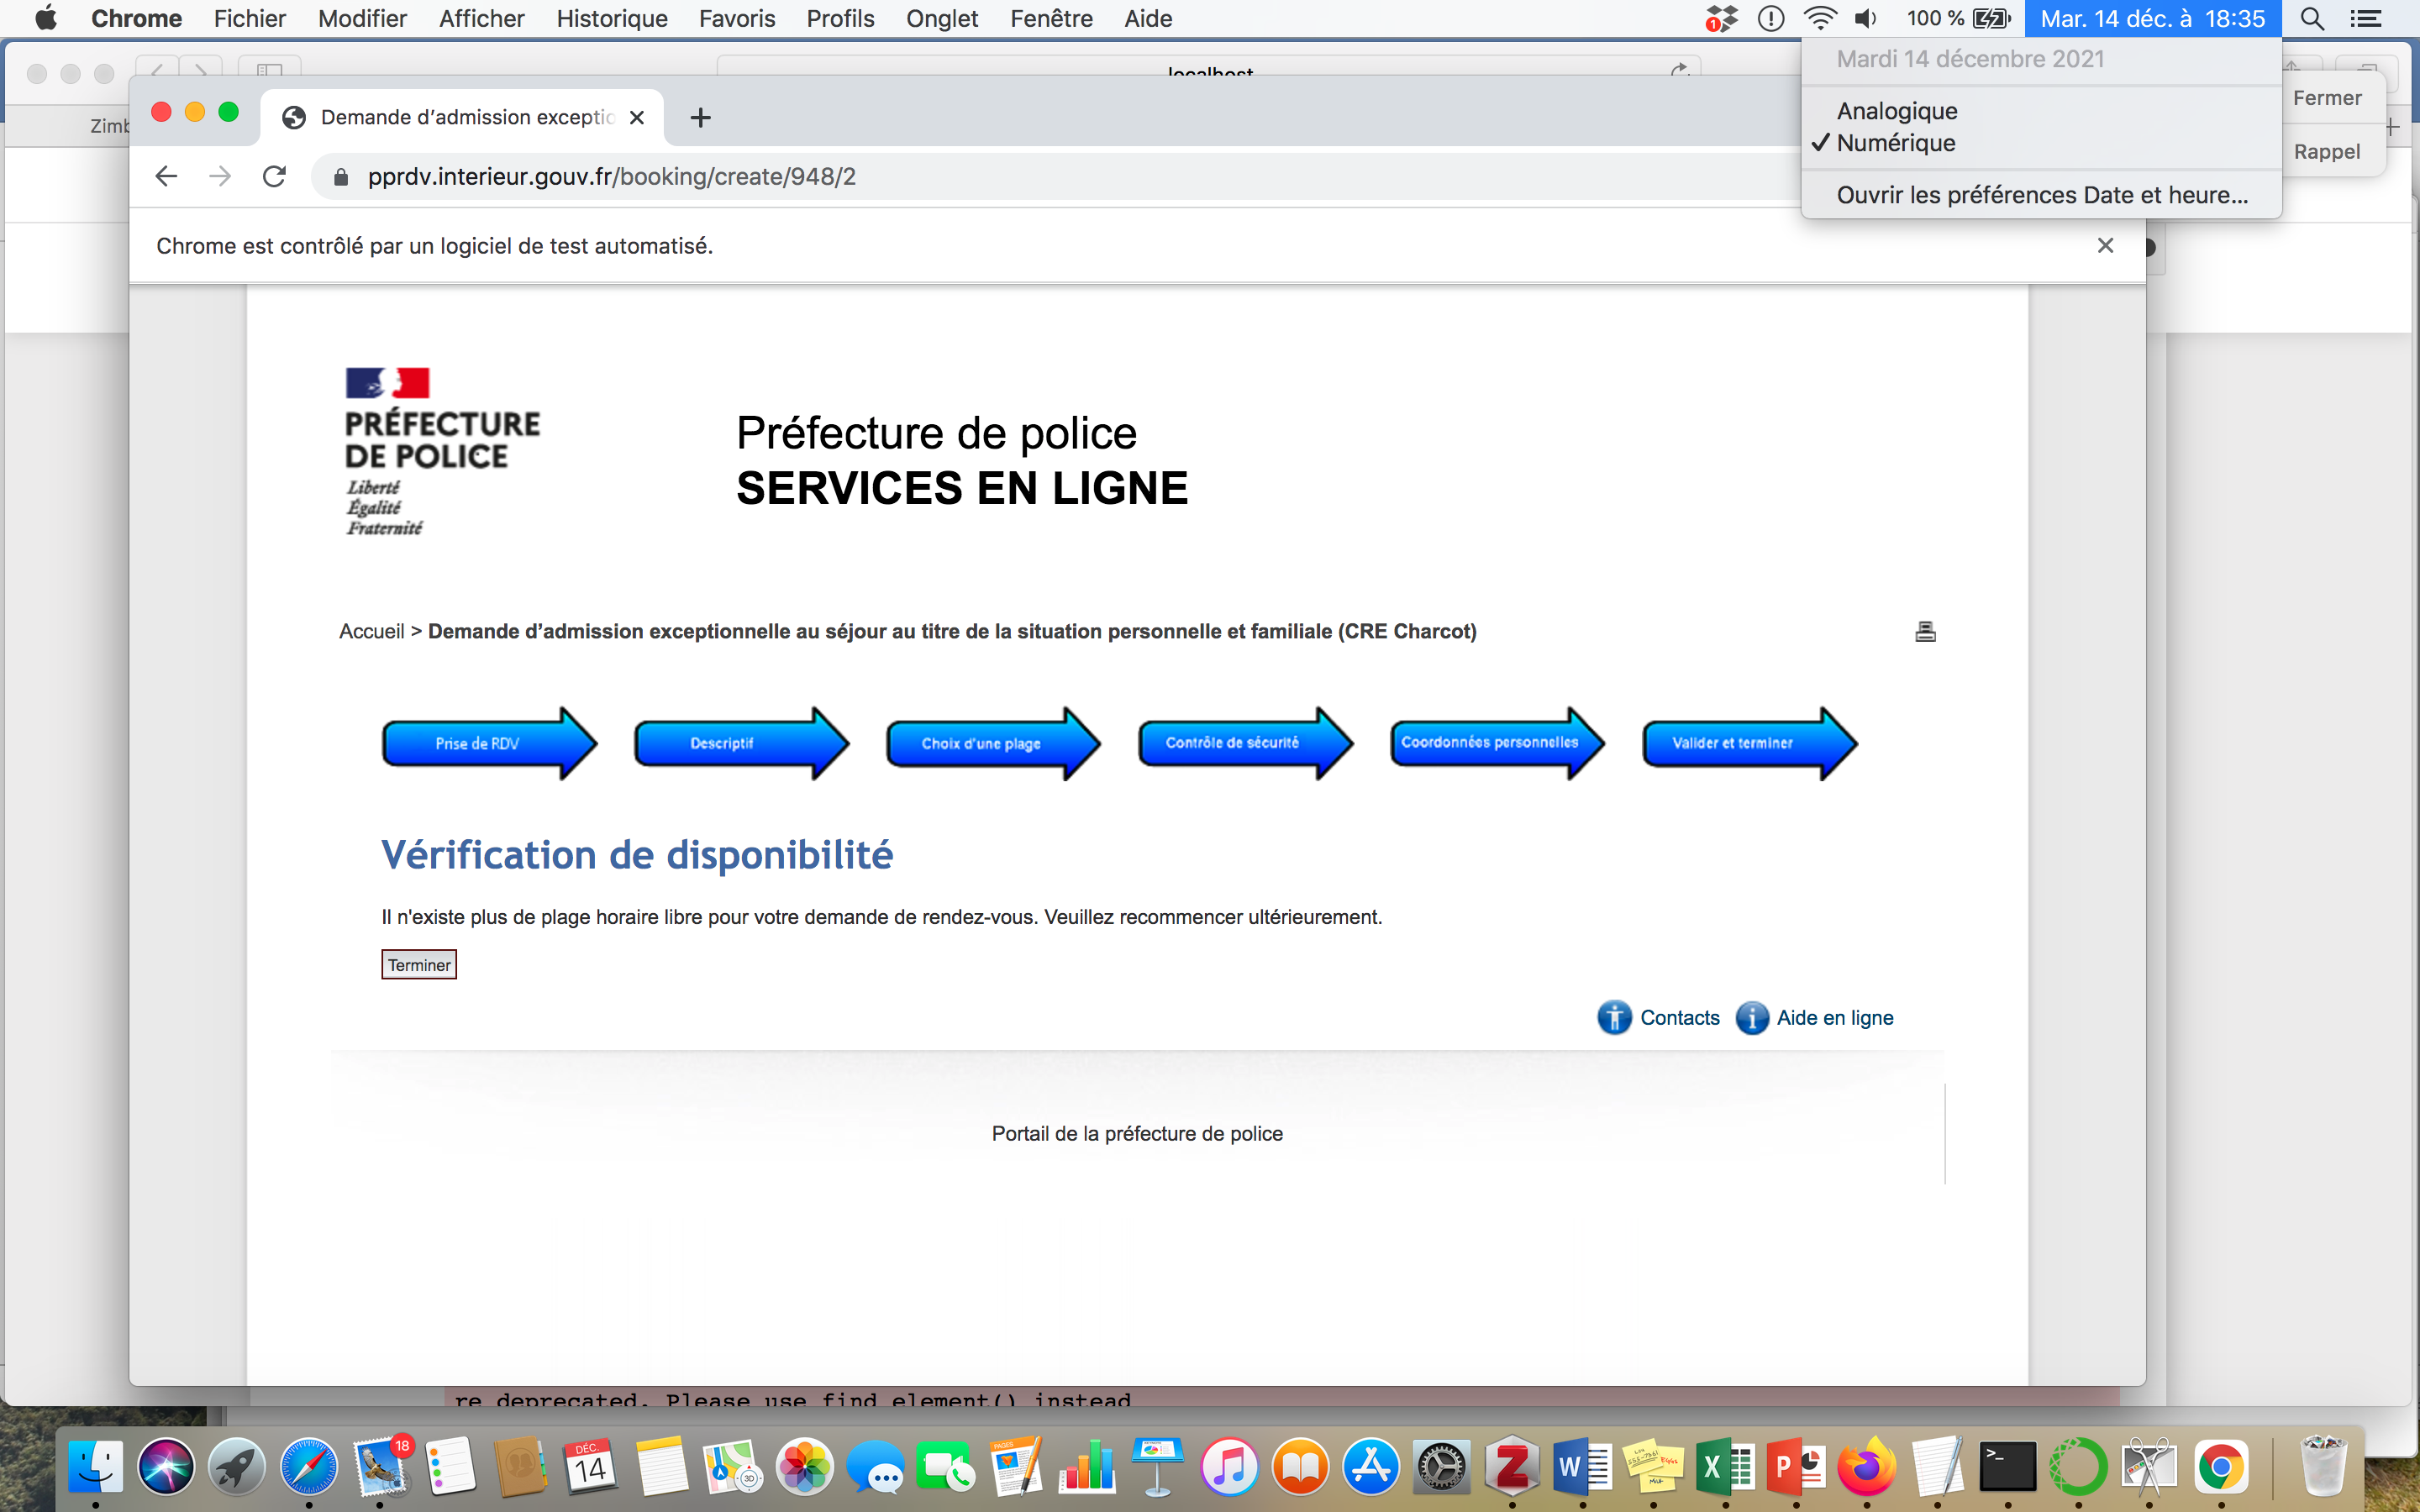 Chrome Fichier Modifier Afficher Historique Favoris Profils Onglet Fenêtre Aide
1 100 % Mar. 14 déc. à 18:35
Mardi 14 décembre 2021
Analogique
✓ Numérique
Ouvrir les préférences Date et heure...
Fermer
Rappel
localhost
Zimb
Demande d'admission exceptio
pprdv.interieur.gouv.fr/booking/create/948/2
Chrome est contrôlé par un logiciel de test automatisé.
PRÉFECTURE
DE POLICE
Liberté
Égalité
Fraternité
Préfecture de police
SERVICES EN LIGNE
Accueil > Demande d'admission exceptionnelle au séjour au titre de la situation personnelle et familiale (CRE Charcot)
Prise de RDV
Descriptif
Choix d'une plage
Contrôle de sécurité
Coordonnées personnelles
Valider et terminer
Vérification de disponibilité
Il n'existe plus de plage horaire libre pour votre demande de rendez-vous. Veuillez recommencer ultérieurement.
Terminer
Contacts
Aide en ligne
Portail de la préfecture de police
re deprecated. Please use find element() instead
18
DÉC.
14
3D
PAGES
Z
W
X
P
>_